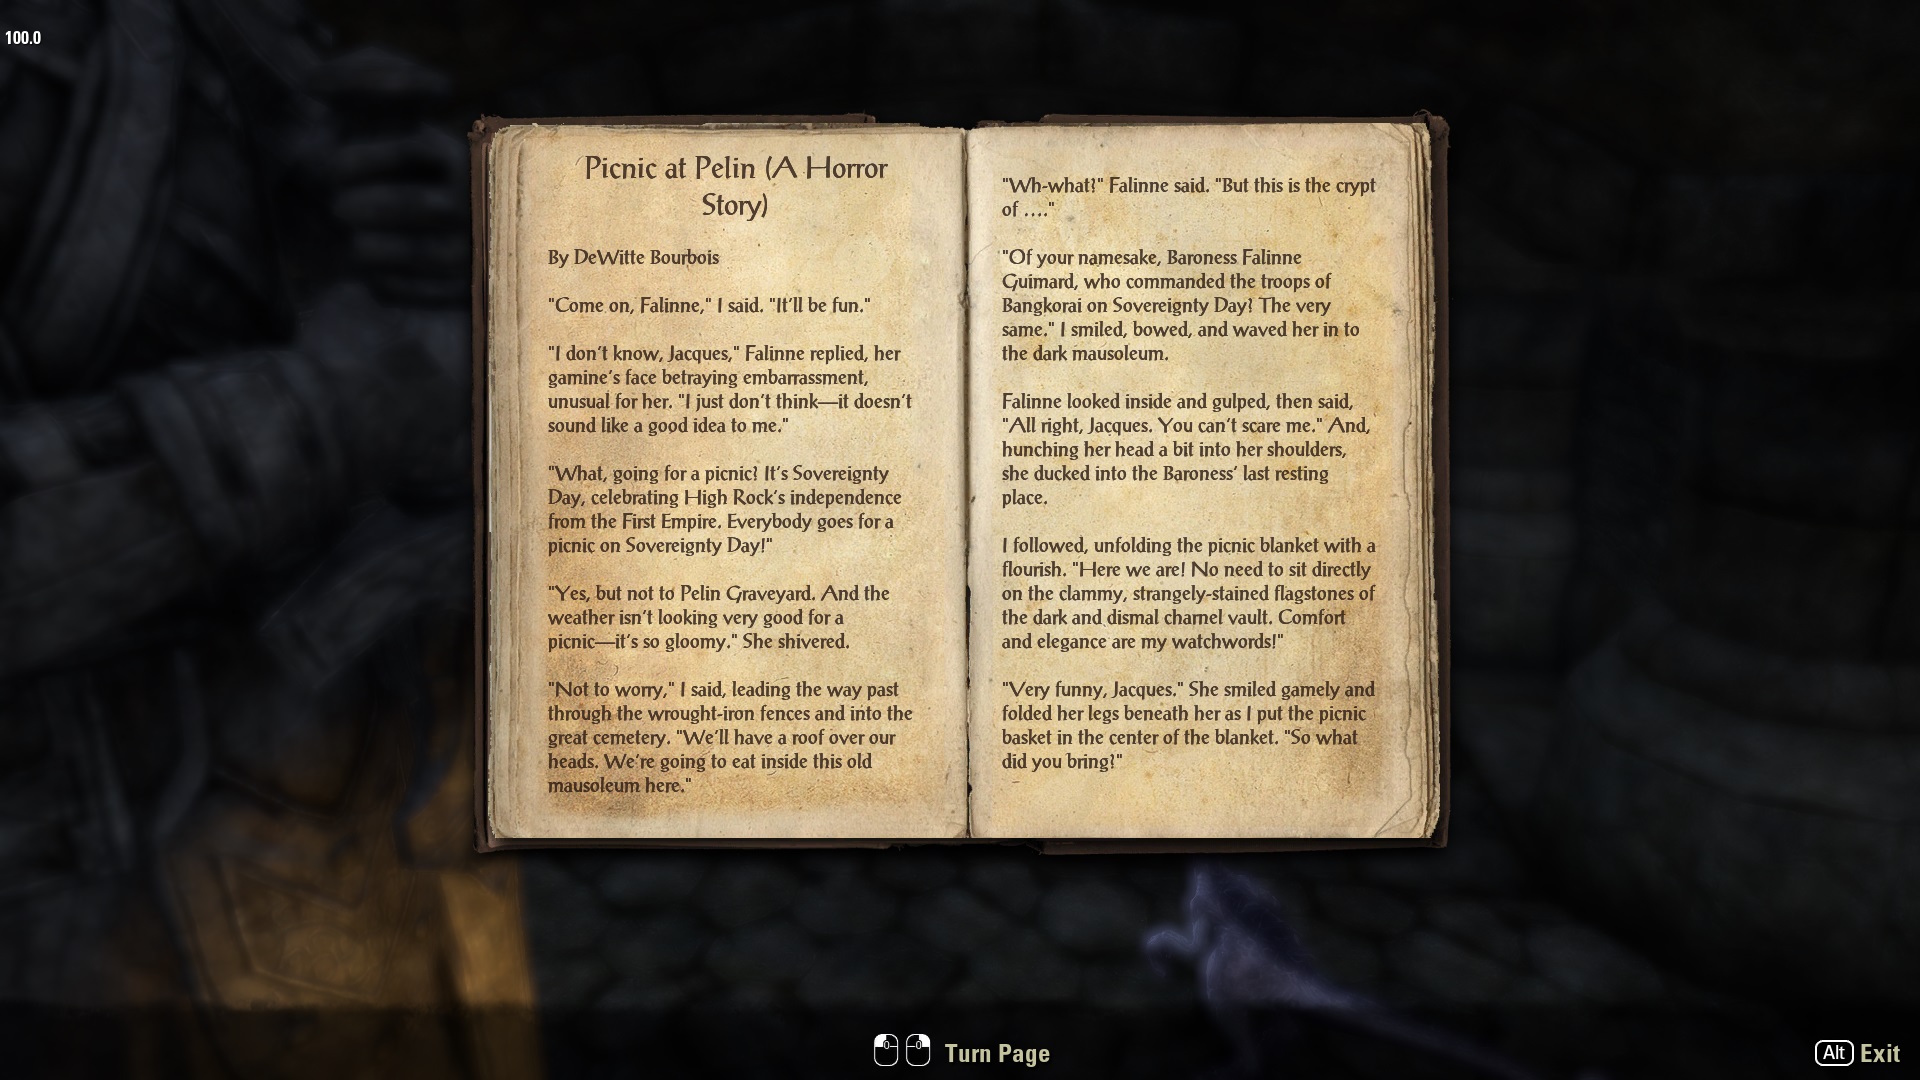 100.0
Picnic at Pelin (A Horror
Story)
By DeWitte Bourbois
"Come on, Falinne," I said. "It'll be fun."
"I don't know, Jacques," Falinne replied, her
gamine's face betraying embarrassment,
unusual for her. "I just don't think—it doesn't
sound like a good idea to me."
"What, going for a picnic? It's Sovereignty
Day, celebrating High Rock's independence
from the First Empire. Everybody goes for a
picnic on Sovereignty Day!"
"Yes, but not to Pelin Graveyard. And the
weather isn't looking very good for a
picnic—it's so gloomy." She shivered.
"Not to worry," I said, leading the way past
through the wrought-iron fences and into the
great cemetery. "We'll have a roof over our
heads. We're going to eat inside this old
mausoleum here."
"Wh-what?" Falinne said. "But this is the crypt
of …."
"Of your namesake, Baroness Falinne
Guimard, who commanded the troops of
Bangkorai on Sovereignty Day? The very
same." I smiled, bowed, and waved her in to
the dark mausoleum.
Falinne looked inside and gulped, then said,
"All right, Jacques. You can't scare me." And,
hunching her head a bit into her shoulders,
she ducked into the Baroness' last resting
place.
I followed, unfolding the picnic blanket with a
flourish. "Here we are! No need to sit directly
on the clammy, strangely-stained flagstones of
the dark and dismal charnel vault. Comfort
and elegance are my watchwords!"
"Very funny, Jacques." She smiled gamely and
folded her legs beneath her as I put the picnic
basket in the center of the blanket. "So what
did you bring?"
Turn Page
Alt Exit